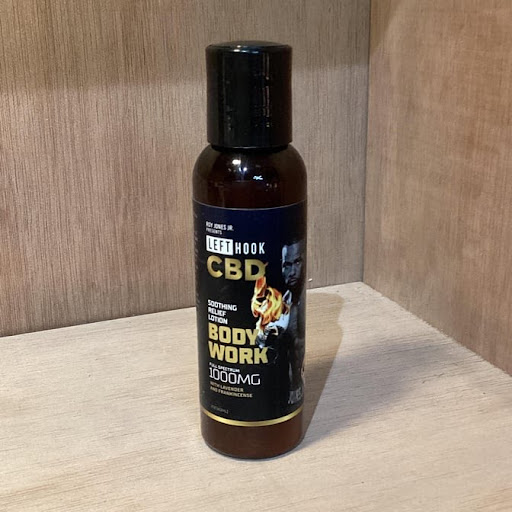 ROY JONES JR.
PRESENTS
LEFT HOOK
CBD
SOOTHING
RELIEF
LOTION
BODY
WORK
FULL SPECTRUM
1000MG
WITH LAVENDER
AND FRANKINCENSE